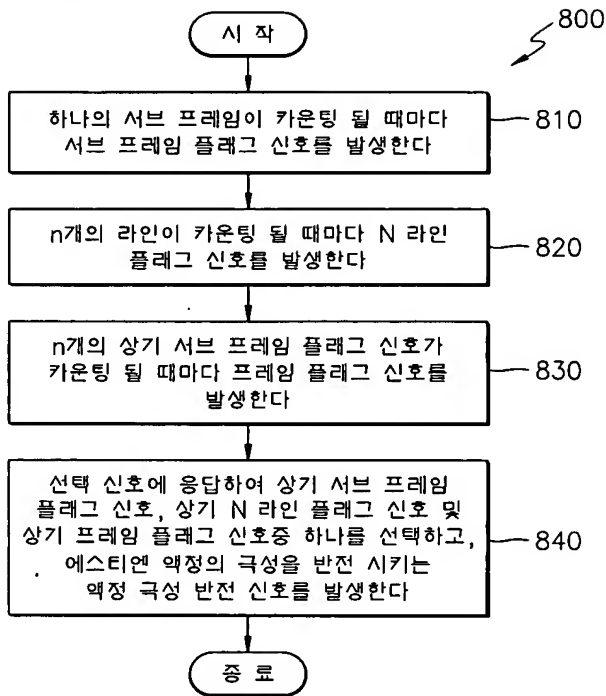 시 작
800
하나의 서브 프레임이 카운팅 될 때마다
서브 프레임 플래그 신호를 발생한다
810
n개의 라인이 카운팅 될 때마다 N 라인
플래그 신호를 발생한다
820
n개의 상기 서브 프레임 플래그 신호가
카운팅 될 때마다 프레임 플래그 신호를
발생한다
830
선택 신호에 응답하여 상기 서브 프레임
플래그 신호, 상기 N 라인 플래그 신호 및
상기 프레임 플래그 신호중 하나를 선택하고,
에스티엔 액정의 극성을 반전 시키는
액정 극성 반전 신호를 발생한다
840
종 료